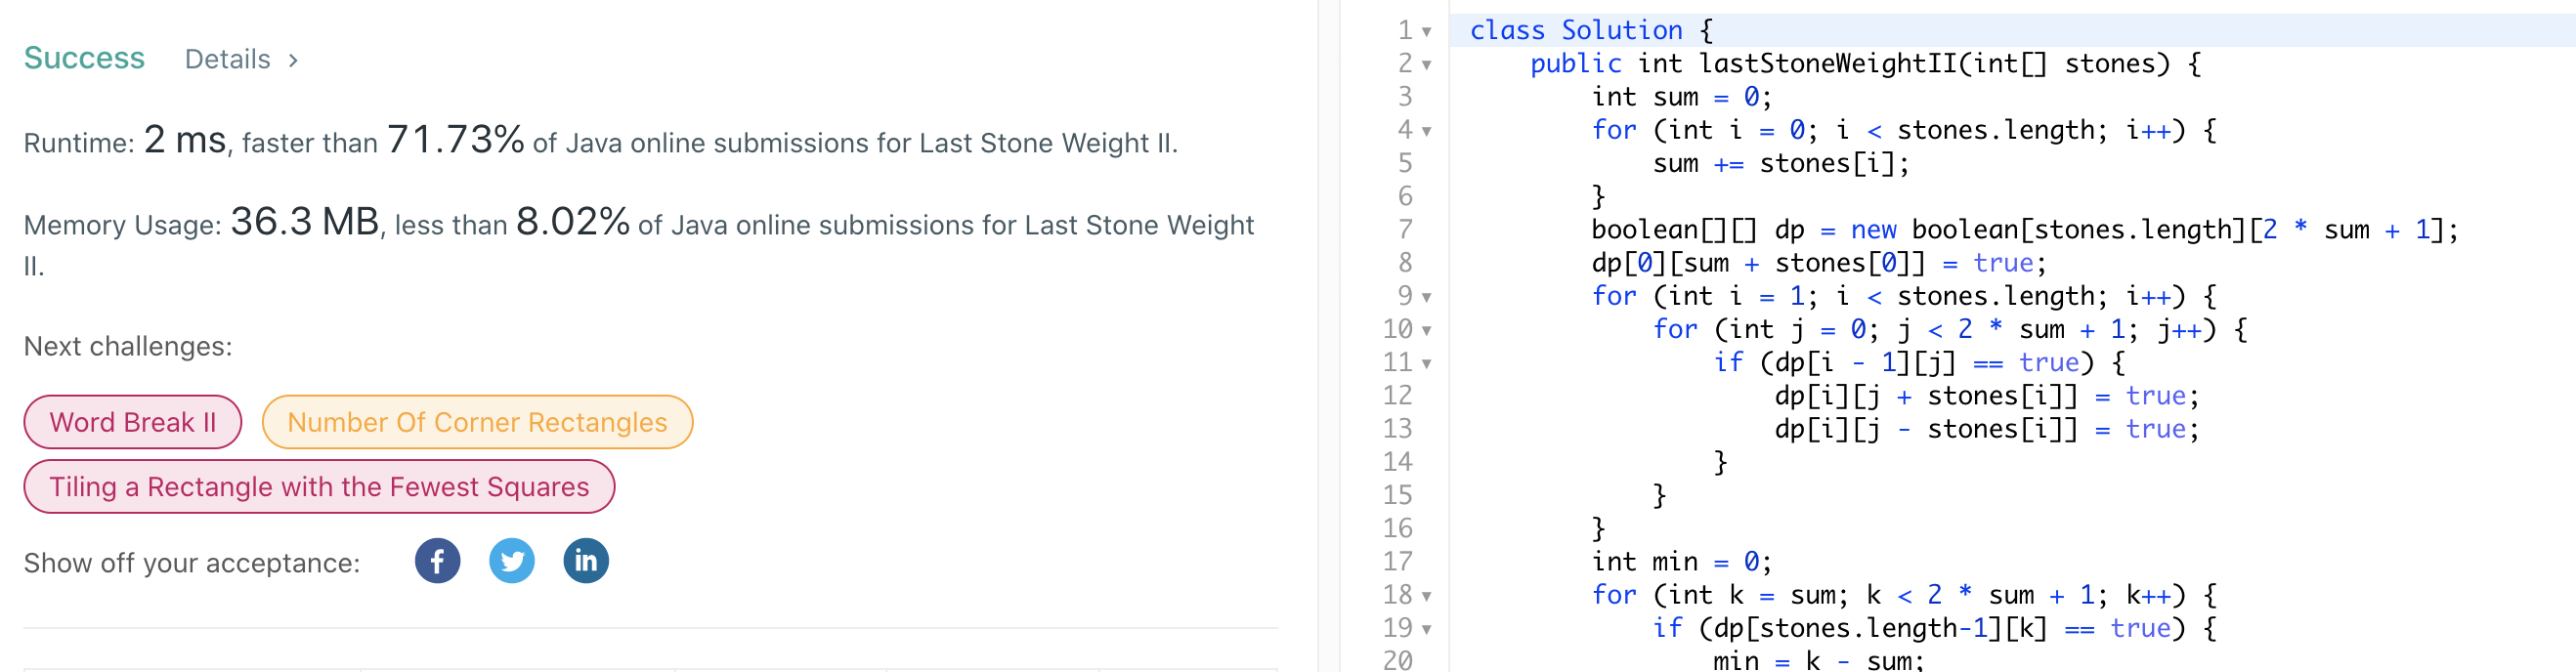 Success Details >
Runtime: 2 ms, faster than 71.73% of Java online submissions for Last Stone Weight II.
Memory Usage: 36.3 MB, less than 8.02% of Java online submissions for Last Stone Weight
II.
Next challenges:
Word Break II Number Of Corner Rectangles
Tiling a Rectangle with the Fewest Squares
Show off your acceptance: f in
1 class Solution {
2     public int lastStoneWeightII(int[] stones) {
3         int sum = 0;
4         for (int i = 0; i < stones.length; i++) {
5             sum += stones[i];
6         }
7         boolean[][] dp = new boolean[stones.length][2 * sum + 1];
8         dp[0][sum + stones[0]] = true;
9         for (int i = 1; i < stones.length; i++) {
10             for (int j = 0; j < 2 * sum + 1; j++) {
11                 if (dp[i - 1][j] == true) {
12                     dp[i][j + stones[i]] = true;
13                     dp[i][j - stones[i]] = true;
14                 }
15             }
16         }
17         int min = 0;
18         for (int k = sum; k < 2 * sum + 1; k++) {
19             if (dp[stones.length-1][k] == true) {
20                 min = k - sum;